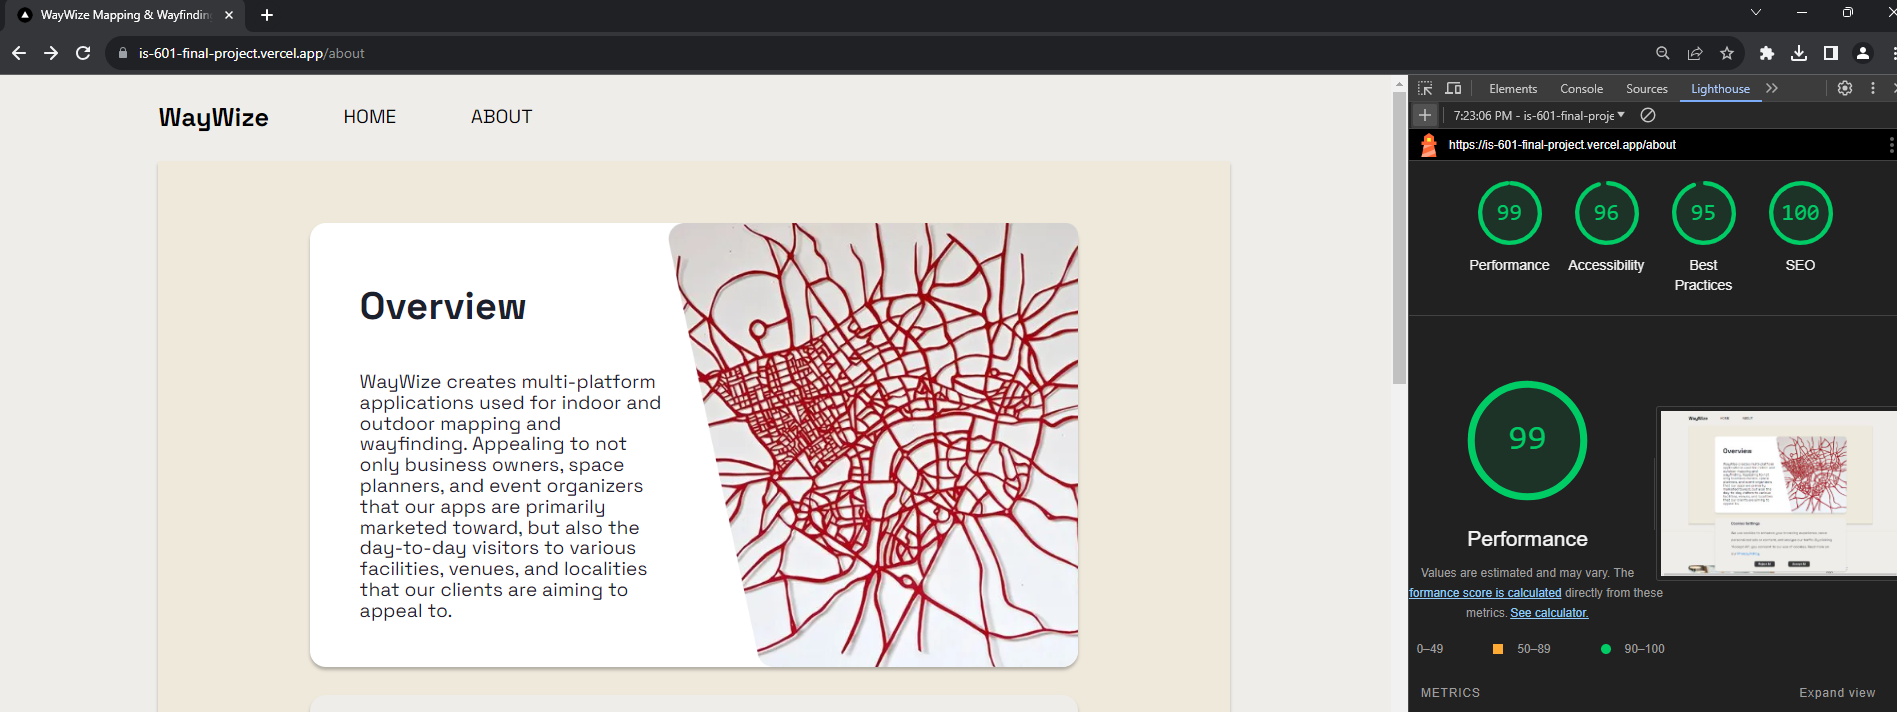 WayWize Mapping & Wayfinding
is-601-final-project.vercel.app/about
WayWize
HOME
ABOUT
Overview
WayWize creates multi-platform
applications used for indoor and
outdoor mapping and
wayfinding. Appealing to not
only business owners, space
planners, and event organizers
that our apps are primarily
marketed toward, but also the
day-to-day visitors to various
facilities, venues, and localities
that our clients are aiming to
appeal to.
Elements
Console
Sources
Lighthouse
7:23:06 PM - is-601-final-proje
https://is-601-final-project.vercel.app/about
99
96
95
100
Performance
Accessibility
Best
Practices
SEO
99
Performance
Values are estimated and may vary. The
formance score is calculated directly from these
metrics. See calculator.
WayWize
HOME
ABOUT
Overview
0–49
50–89
90–100
METRICS
Expand view